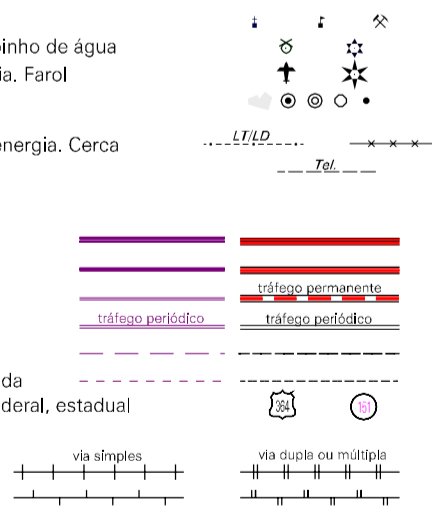 inho de água
ia. Farol
LT/LD
energia. Cerca
Tel.
tráfego permanente
tráfego periódico
tráfego periódico
da
deral, estadual
364
161
via simples
via dupla ou múltipla